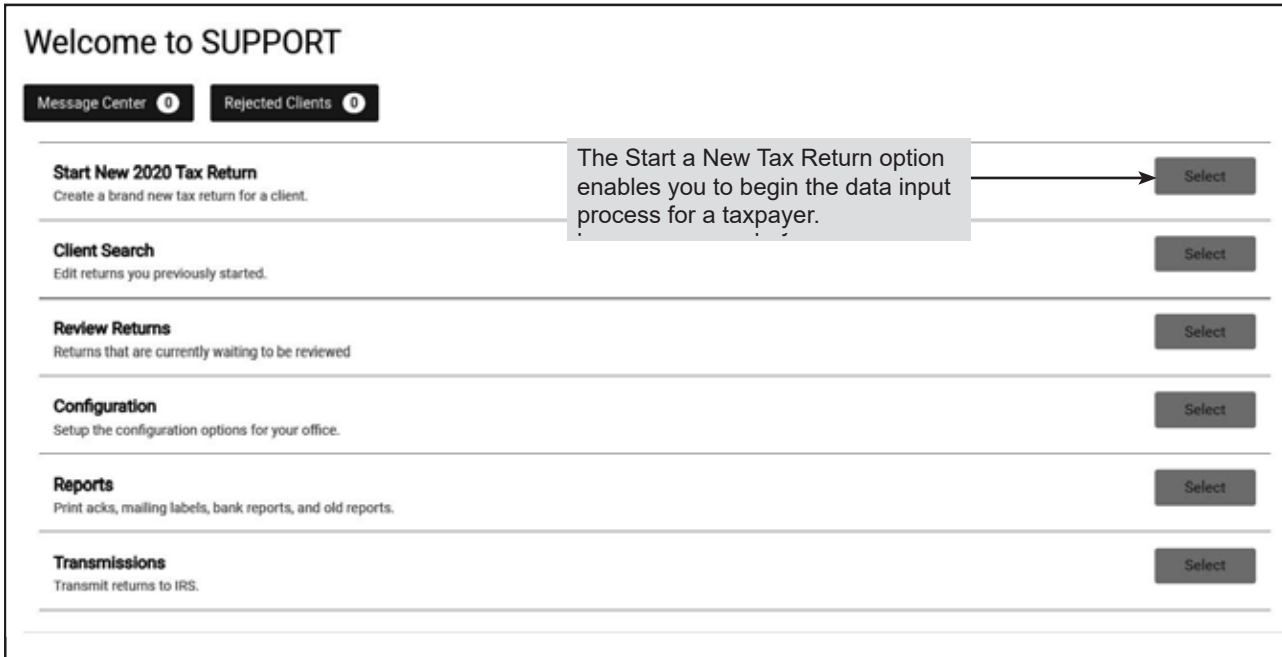 Welcome to SUPPORT
Message Center 0 Rejected Clients 0
Start New 2020 Tax Return
Create a brand new tax return for a client.
The Start a New Tax Return option
enables you to begin the data input
process for a taxpayer.
Select
Client Search
Edit returns you previously started.
Select
Review Returns
Returns that are currently waiting to be reviewed
Select
Configuration
Setup the configuration options for your office.
Select
Reports
Print acks, mailing labels, bank reports, and old reports.
Select
Transmissions
Transmit returns to IRS.
Select